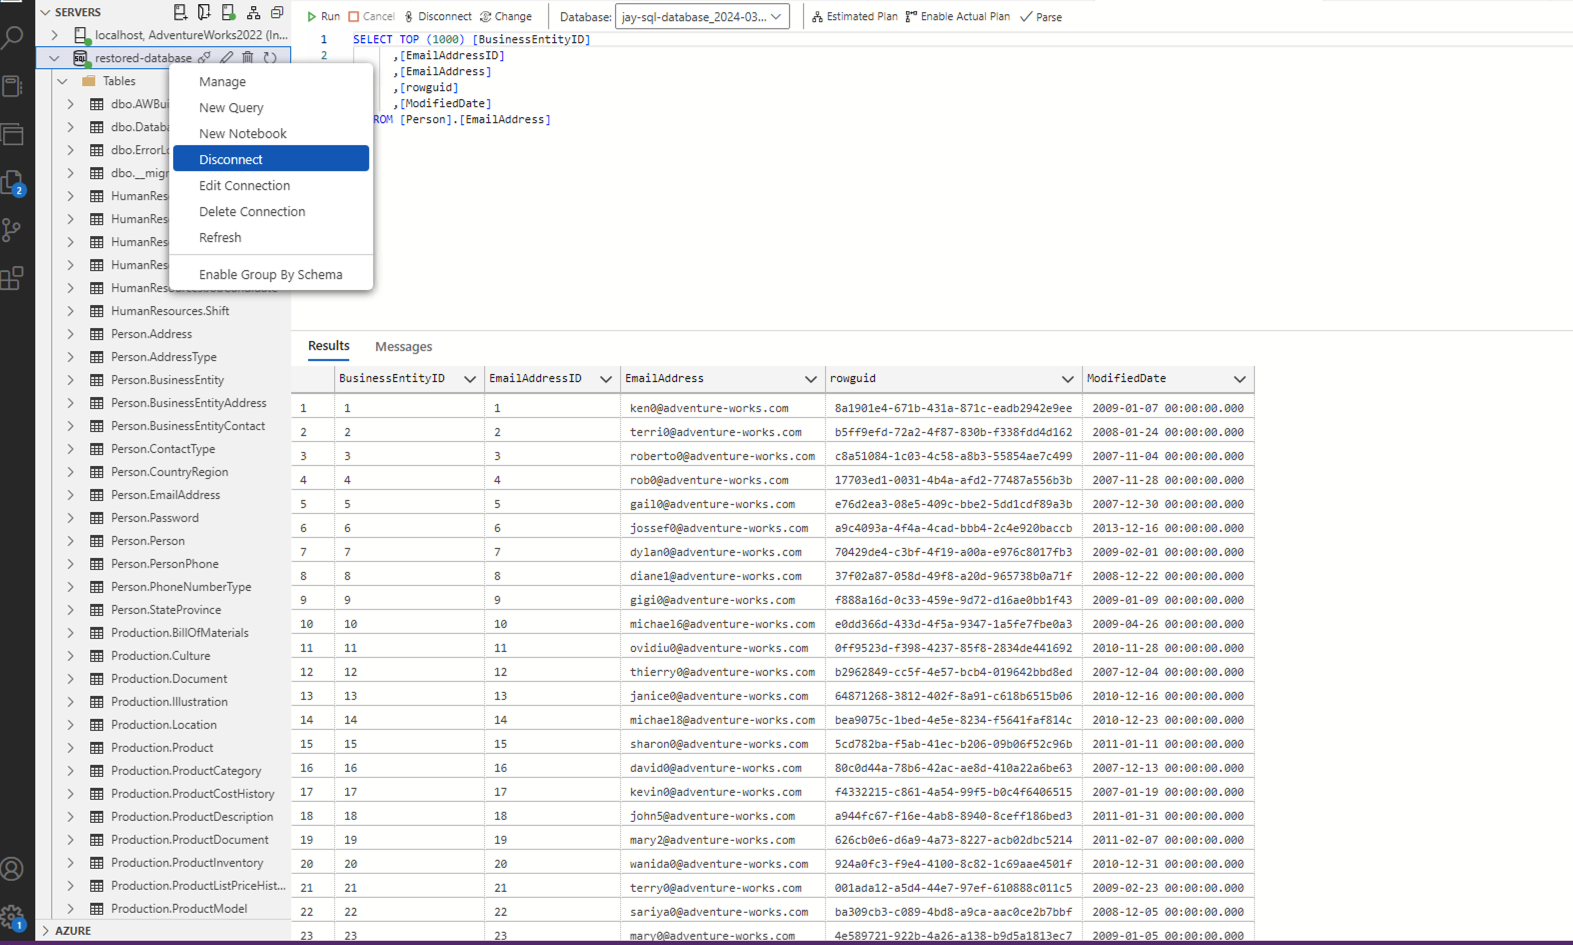 SERVERS
localhost, AdventureWorks2022 (In...
restored-database
Tables
dbo.AWBui
dbo.Databa
dbo.ErrorLo
dbo.__migr
HumanRes
HumanRes
HumanRes
HumanRes
HumanResources.JobCandidate
HumanResources.Shift
Person.Address
Person.AddressType
Person.BusinessEntity
Person.BusinessEntityAddress
Person.BusinessEntityContact
Person.ContactType
Person.CountryRegion
Person.EmailAddress
Person.Password
Person.Person
Person.PersonPhone
Person.PhoneNumberType
Person.StateProvince
Production.BillOfMaterials
Production.Culture
Production.Document
Production.Illustration
Production.Location
Production.Product
Production.ProductCategory
Production.ProductCostHistory
Production.ProductDescription
Production.ProductDocument
Production.ProductInventory
Production.ProductListPriceHist...
Production.ProductModel
AZURE
2
1
Manage
New Query
New Notebook
Disconnect
Edit Connection
Delete Connection
Refresh
Enable Group By Schema
Run Cancel Disconnect Change Database: jay-sql-database_2024-03... Estimated Plan Enable Actual Plan Parse
1 SELECT TOP (1000) [BusinessEntityID]
2 ,[EmailAddressID]
,[EmailAddress]
,[rowguid]
,[ModifiedDate]
ROM [Person].[EmailAddress]
Results Messages
BusinessEntityID EmailAddressID EmailAddress rowguid ModifiedDate
1 1 1 ken0@adventure-works.com 8a1901e4-671b-431a-871c-eadb2942e9ee 2009-01-07 00:00:00.000
2 2 2 terri0@adventure-works.com b5ff9efd-72a2-4f87-830b-f338fdd4d162 2008-01-24 00:00:00.000
3 3 3 roberto0@adventure-works.com c8a51084-1c03-4c58-a8b3-55854ae7c499 2007-11-04 00:00:00.000
4 4 4 rob0@adventure-works.com 17703ed1-0031-4b4a-afd2-77487a556b3b 2007-11-28 00:00:00.000
5 5 5 gail0@adventure-works.com e76d2ea3-08e5-409c-bbe2-5dd1cdf89a3b 2007-12-30 00:00:00.000
6 6 6 jossef0@adventure-works.com a9c4093a-4f4a-4cad-bbb4-2c4e920baccb 2013-12-16 00:00:00.000
7 7 7 dylan0@adventure-works.com 70429de4-c3bf-4f19-a00a-e976c8017fb3 2009-02-01 00:00:00.000
8 8 8 diane1@adventure-works.com 37f02a87-058d-49f8-a20d-965738b0a71f 2008-12-22 00:00:00.000
9 9 9 gigi0@adventure-works.com f888a16d-0c33-459e-9d72-d16ae0bb1f43 2009-01-09 00:00:00.000
10 10 10 michael6@adventure-works.com e0dd366d-433d-4f5a-9347-1a5fe7fbe0a3 2009-04-26 00:00:00.000
11 11 11 ovidiu0@adventure-works.com 0ff9523d-f398-4237-85f8-2834de441692 2010-11-28 00:00:00.000
12 12 12 thierry0@adventure-works.com b2962849-cc5f-4e57-bcb4-019642bbd8ed 2007-12-04 00:00:00.000
13 13 13 janice0@adventure-works.com 64871268-3812-402f-8a91-c618b6515b06 2010-12-16 00:00:00.000
14 14 14 michael8@adventure-works.com bea9075c-1bed-4e5e-8234-f5641faf814c 2010-12-23 00:00:00.000
15 15 15 sharon0@adventure-works.com 5cd782ba-f5ab-41ec-b206-09b06f52c96b 2011-01-11 00:00:00.000
16 16 16 david0@adventure-works.com 80c0d44a-78b6-42ac-ae8d-410a22a6be63 2007-12-13 00:00:00.000
17 17 17 kevin0@adventure-works.com f4332215-c861-4a54-99f5-b0c4f6406515 2007-01-19 00:00:00.000
18 18 18 john5@adventure-works.com a944fc67-f16e-4ab8-8940-8ceff186bed3 2011-01-31 00:00:00.000
19 19 19 mary2@adventure-works.com 626cb0e6-d6a9-4a73-8227-acb02dbc5214 2011-02-07 00:00:00.000
20 20 20 wanida0@adventure-works.com 924a0fc3-f9e4-4100-8c82-1c69aae4501f 2010-12-31 00:00:00.000
21 21 21 terry0@adventure-works.com 001ada12-a5d4-44e7-97ef-610888c011c5 2009-02-23 00:00:00.000
22 22 22 sariya0@adventure-works.com ba309cb3-c089-4bd8-a9ca-aac0ce2b7bbf 2008-12-05 00:00:00.000
23 23 23 mary0@adventure-works.com 4e589721-922b-4a26-a138-b9d5a1813ec7 2009-01-05 00:00:00.000